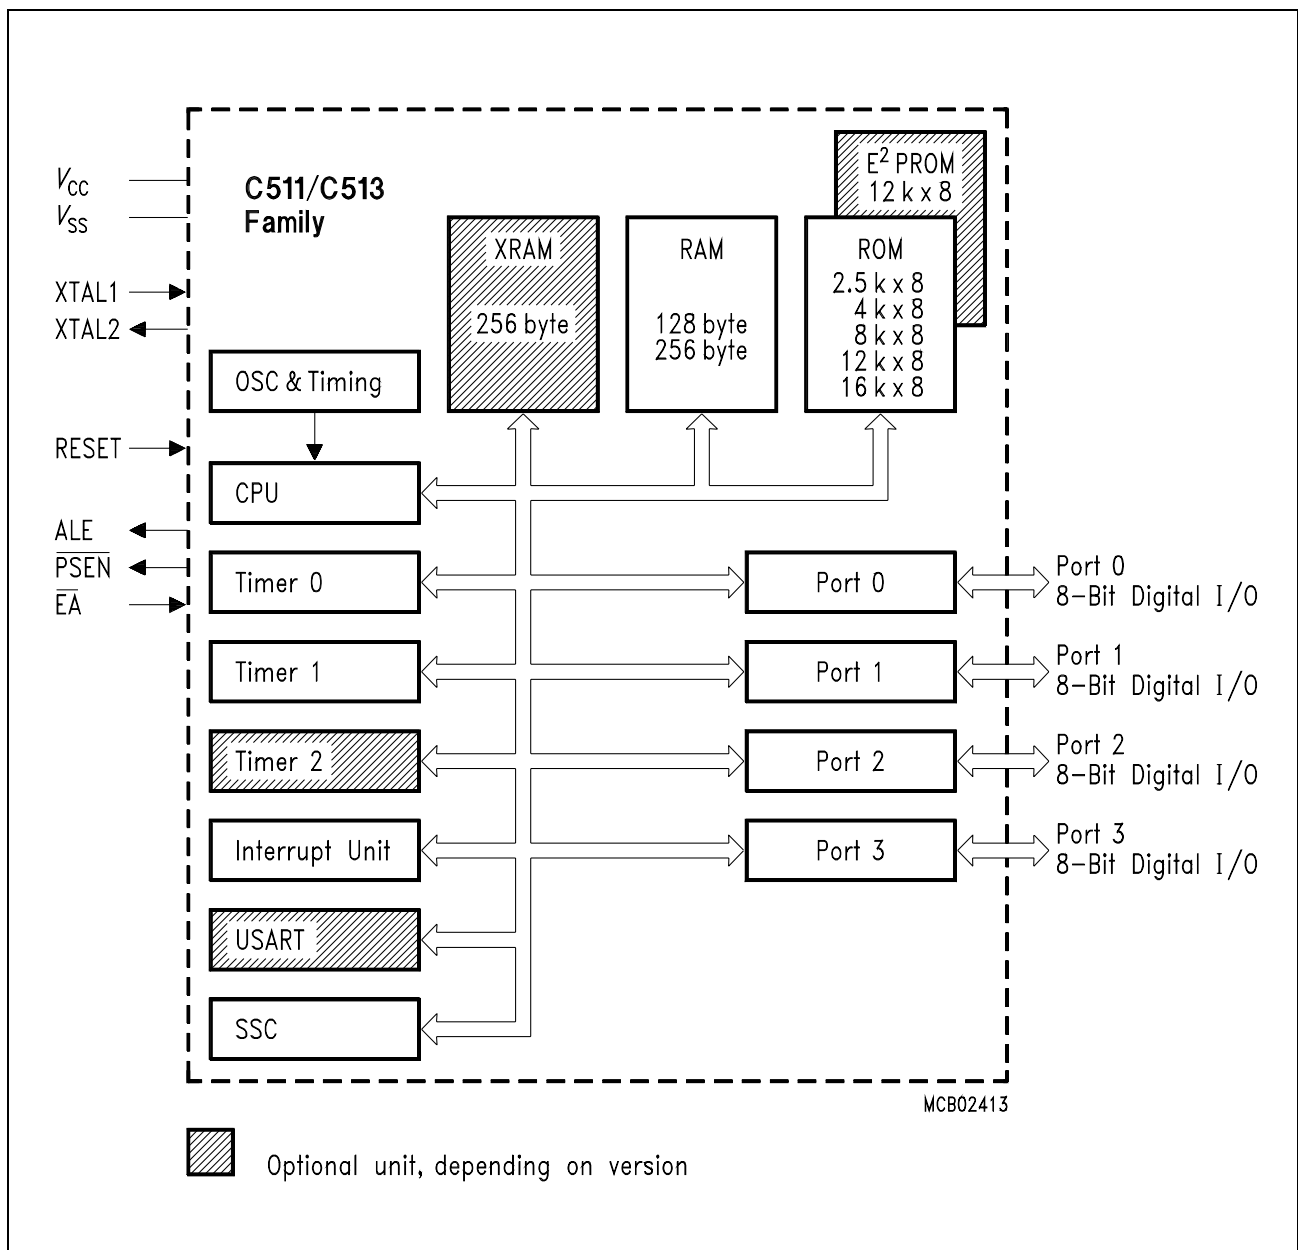 V_CC
V_SS
XTAL1
XTAL2
RESET
ALE
PSEN
EA
C511/C513
Family
XRAM
256 byte
RAM
128 byte
256 byte
E² PROM
12 k x 8
ROM
2.5 k x 8
4 k x 8
8 k x 8
12 k x 8
16 k x 8
OSC & Timing
CPU
Timer 0
Timer 1
Timer 2
Interrupt Unit
USART
SSC
Port 0
Port 1
Port 2
Port 3
Port 0
8-Bit Digital I/O
Port 1
8-Bit Digital I/O
Port 2
8-Bit Digital I/O
Port 3
8-Bit Digital I/O
MCB02413
Optional unit, depending on version